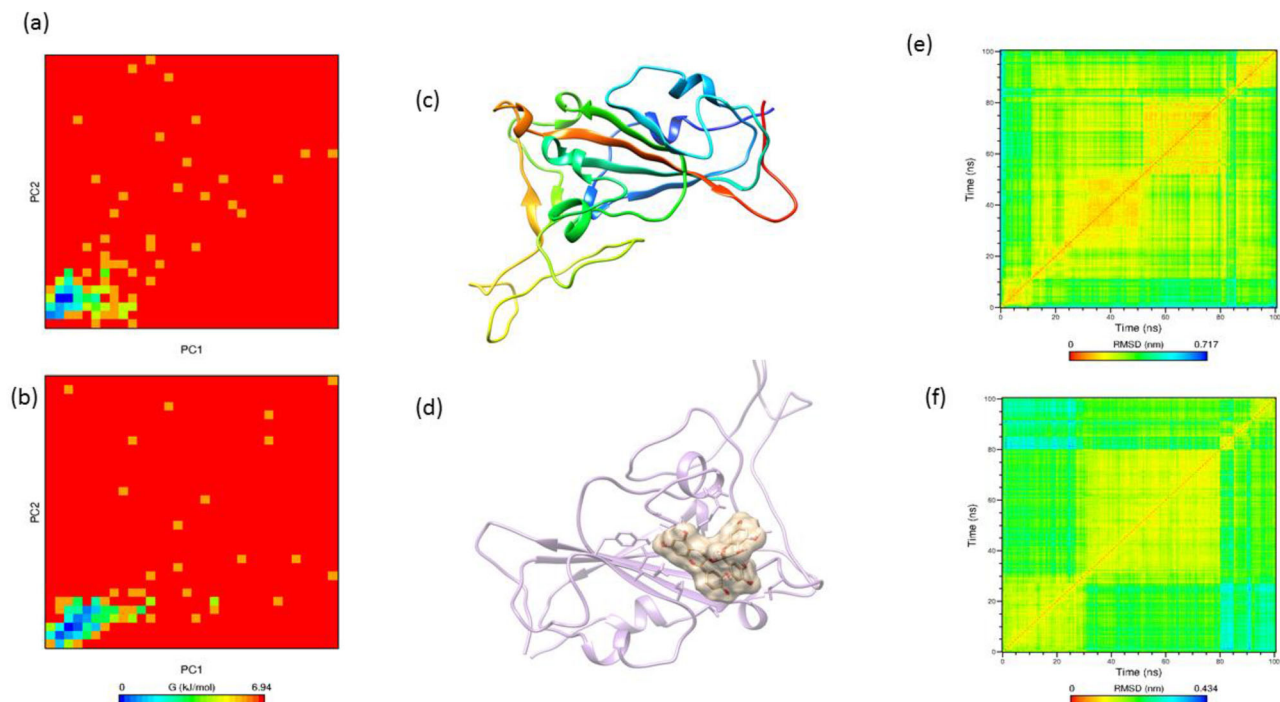 (a)
PC2
PC1
(b)
PC2
PC1
0 G (kJ/mol) 6.94
(c)
(d)
(e)
100
80
60
40
20
0
Time (ns)
0 20 40 60 80 100
Time (ns)
0 RMSD (nm) 0.717
(f)
100
80
60
40
20
0
Time (ns)
0 20 40 60 80 100
Time (ns)
0 RMSD (nm) 0.434